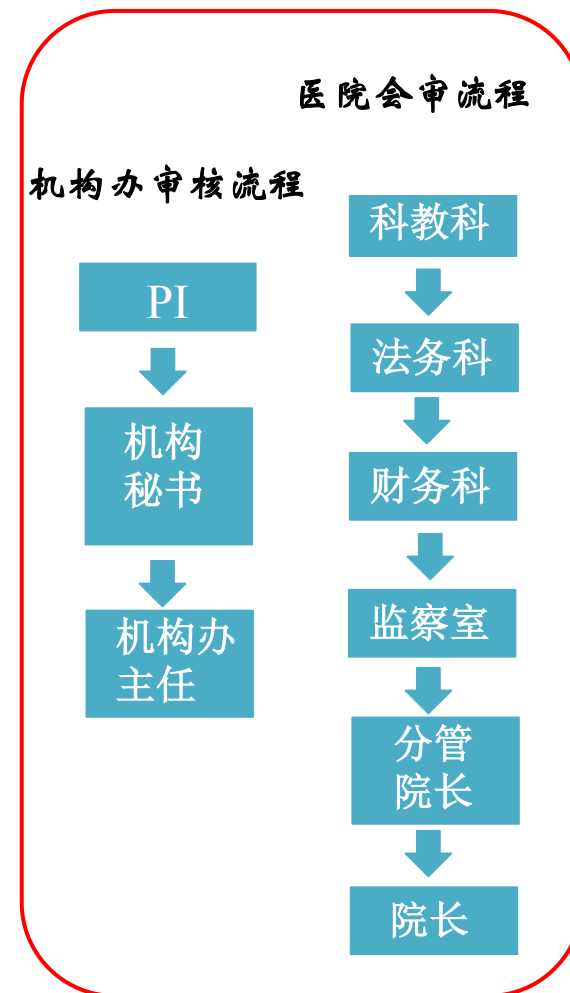 医院会审流程
机构办审核流程
PI
机构
秘书
机构办
主任
科教科
法务科
财务科
监察室
分管
院长
院长